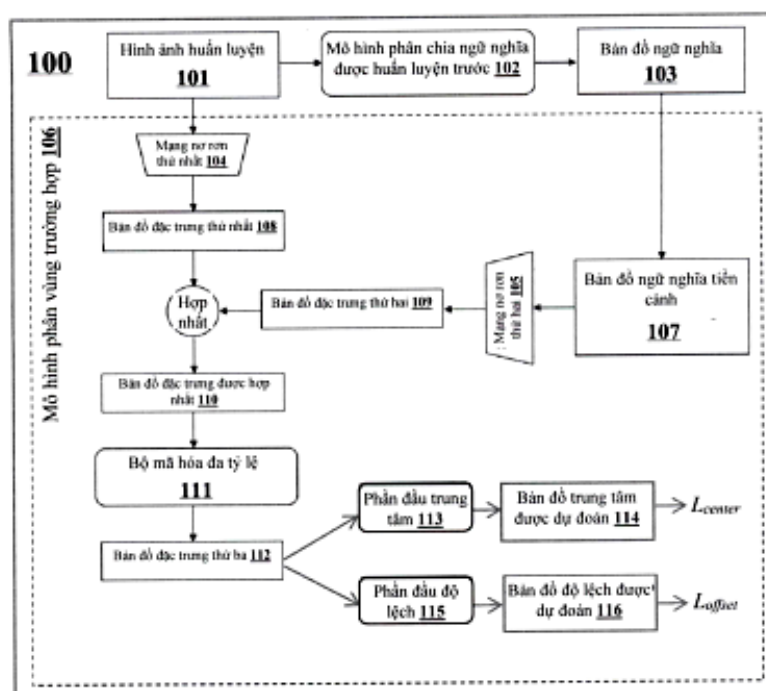 100
Hình ảnh huấn luyện
101
Mô hình phân chia ngữ nghĩa
được huấn luyện trước 102
Bản đồ ngữ nghĩa
103
Mô hình phân vùng trường hợp 106
Mạng nơ rơn
thứ nhất 104
Bản đồ đặc trưng thứ nhất 108
Hợp
nhất
Bản đồ đặc trưng thứ hai 109
Mạng nơ rơn
thứ hai 105
Bản đồ ngữ nghĩa tiền
cảnh
107
Bản đồ đặc trưng được hợp
nhất 110
Bộ mã hóa đa tỷ lệ
111
Bản đồ đặc trưng thứ ba 112
Phần đầu trung
tâm 113
Bản đồ trung tâm
được dự đoán 114
Lcenter
Phần đầu độ
lệch 115
Bản đồ độ lệch được
dự đoán 116
Loffset